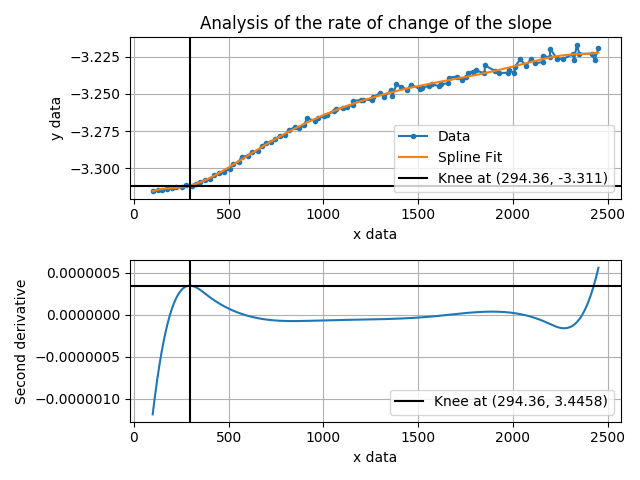 Analysis of the rate of change of the slope
y data
−3.225
−3.250
−3.275
−3.300
Data
Spline Fit
Knee at (294.36, -3.311)
0
500
1000
1500
2000
2500
x data
Second derivative
0.0000005
0.0000000
−0.0000005
−0.0000010
Knee at (294.36, 3.4458)
0
500
1000
1500
2000
2500
x data